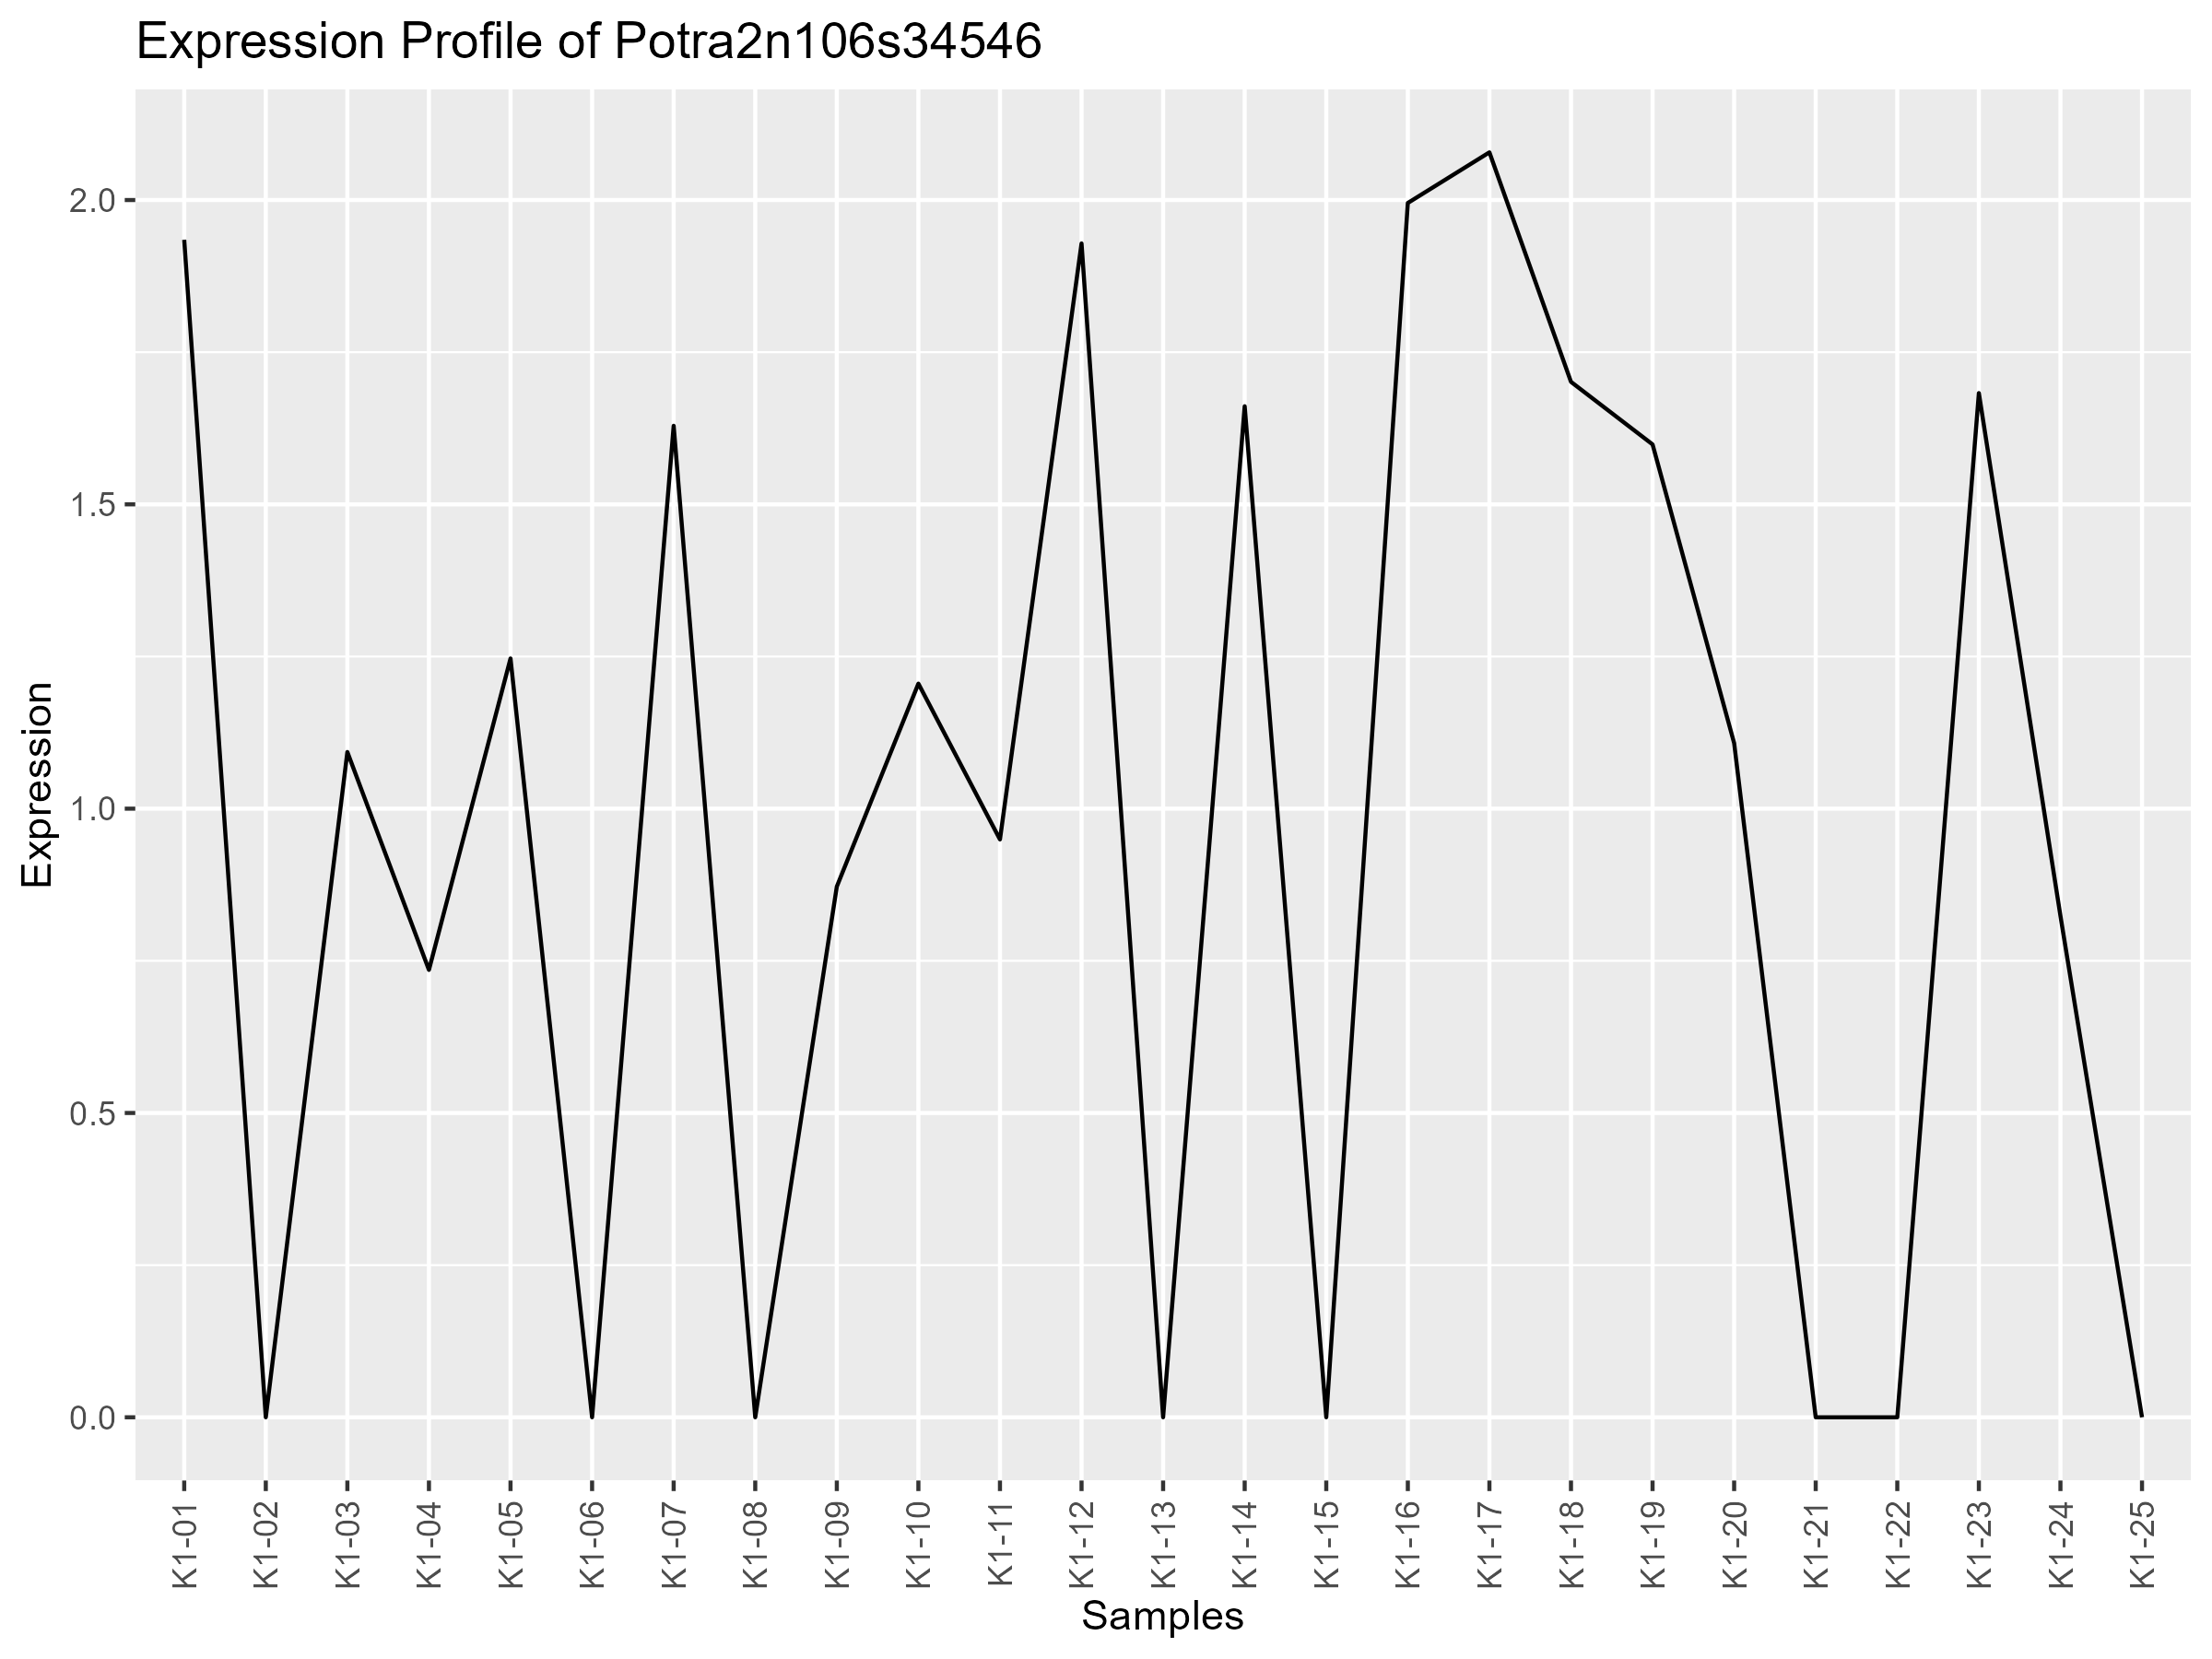 Expression Profile of Potra2n106s34546
Expression
2.0
1.5
1.0
0.5
0.0
K1-01
K1-02
K1-03
K1-04
K1-05
K1-06
K1-07
K1-08
K1-09
K1-10
K1-11
K1-12
K1-13
K1-14
K1-15
K1-16
K1-17
K1-18
K1-19
K1-20
K1-21
K1-22
K1-23
K1-24
K1-25
Samples